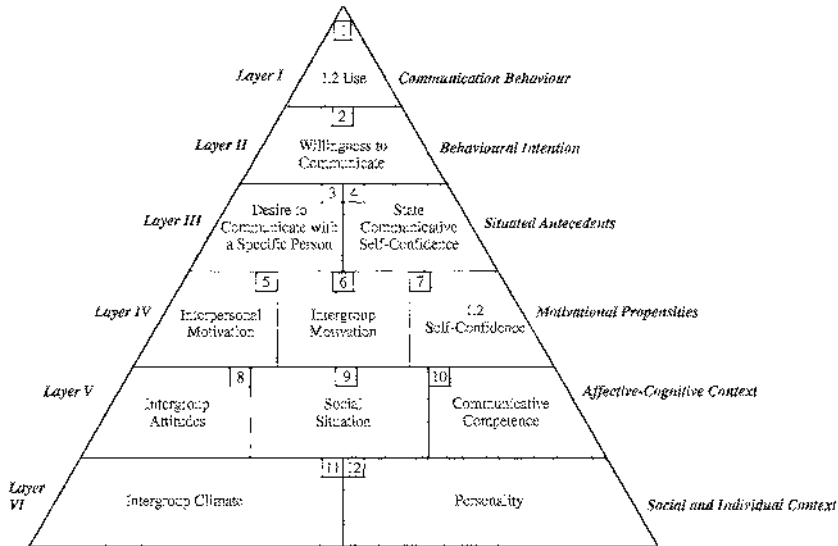 1
Layer I
L2 Use
Communication Behaviour
2
Layer II
Willingness to
Communicate
Behavioural Intention
3 4
Layer III
Desire to
Communicate with
a Specific Person
State
Communicative
Self-Confidence
Situated Antecedents
5 6 7
Layer IV
Interpersonal
Motivation
Intergroup
Motivation
L2
Self-Confidence
Motivational Propensities
8 9 10
Layer V
Intergroup
Attitudes
Social
Situation
Communicative
Competence
Affective-Cognitive Context
11 12
Layer
VI
Intergroup Climate
Personality
Social and Individual Context